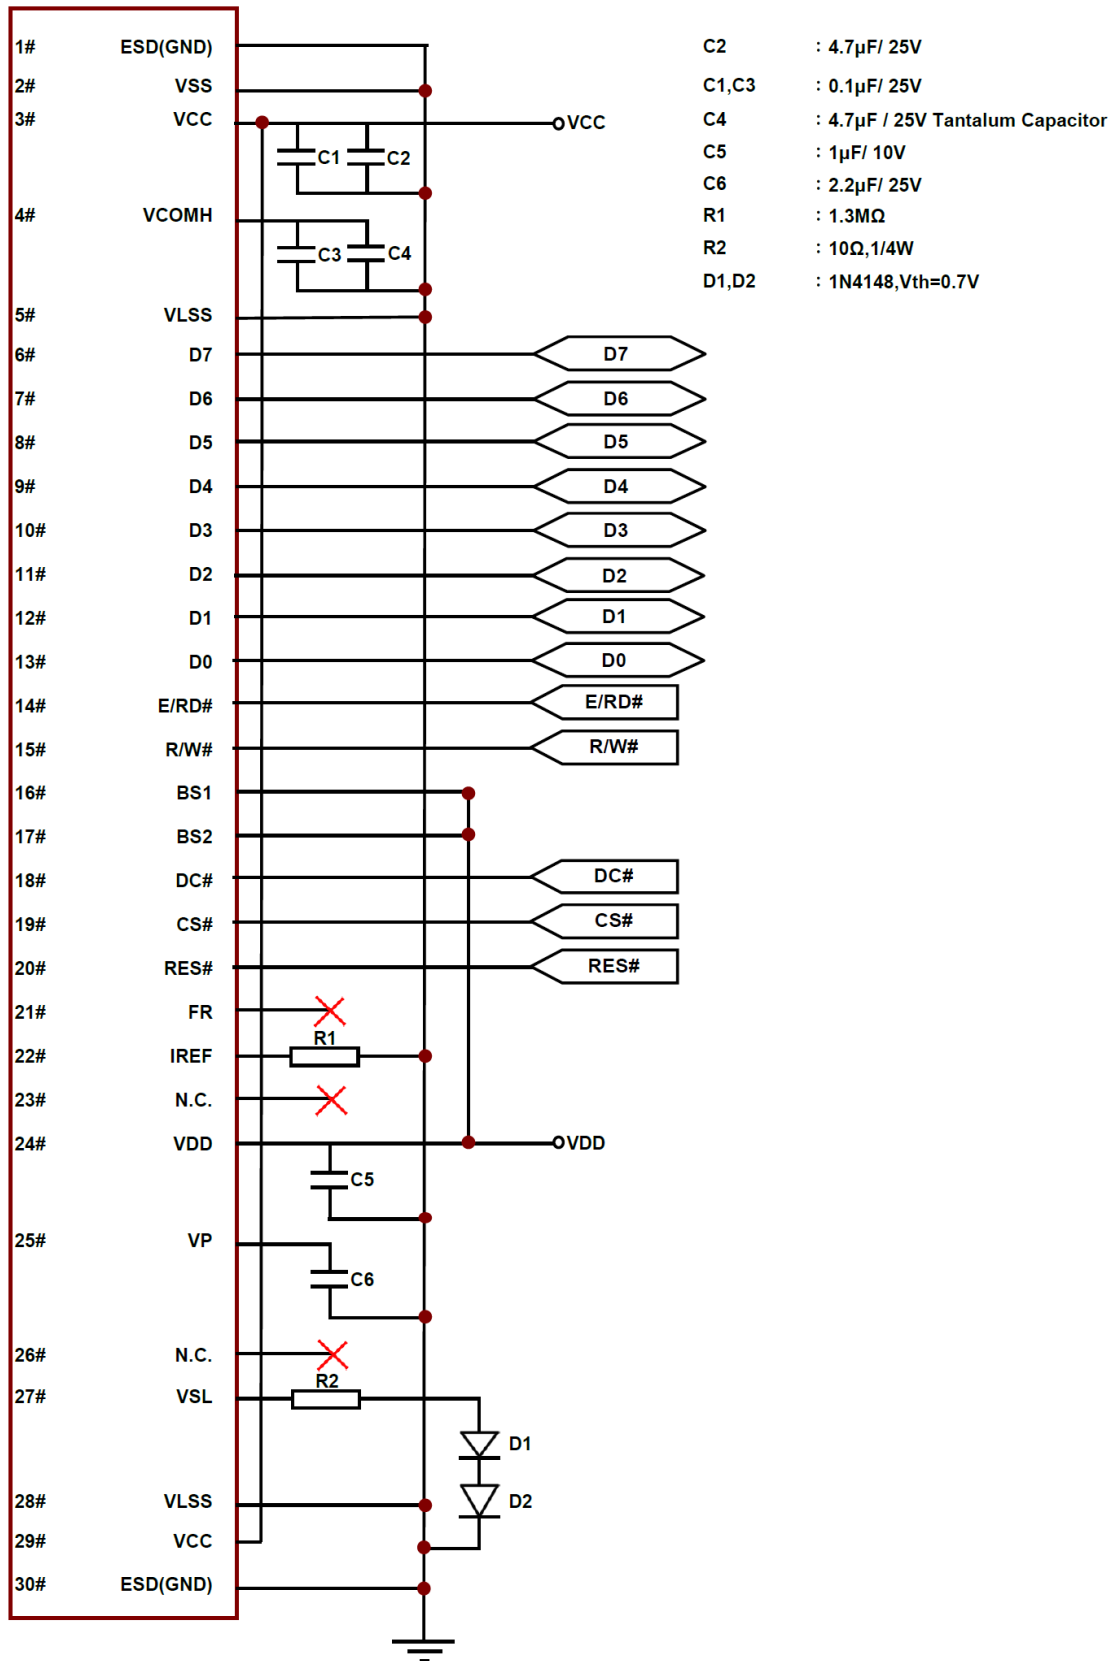 1# ESD(GND)
2# VSS
3# VCC VCC
C1 C2
4# VCOMH
C3 C4
5# VLSS
6# D7 D7
7# D6 D6
8# D5 D5
9# D4 D4
10# D3 D3
11# D2 D2
12# D1 D1
13# D0 D0
14# E/RD# E/RD#
15# R/W# R/W#
16# BS1
17# BS2
18# DC# DC#
19# CS# CS#
20# RES# RES#
21# FR
R1
22# IREF
23# N.C.
24# VDD VDD
C5
25# VP
C6
26# N.C.
R2
27# VSL
D1
28# VLSS D2
29# VCC
30# ESD(GND)
C2 : 4.7µF/ 25V
C1,C3 : 0.1µF/ 25V
C4 : 4.7µF / 25V Tantalum Capacitor
C5 : 1µF/ 10V
C6 : 2.2µF/ 25V
R1 : 1.3MΩ
R2 : 10Ω,1/4W
D1,D2 : 1N4148,Vth=0.7V